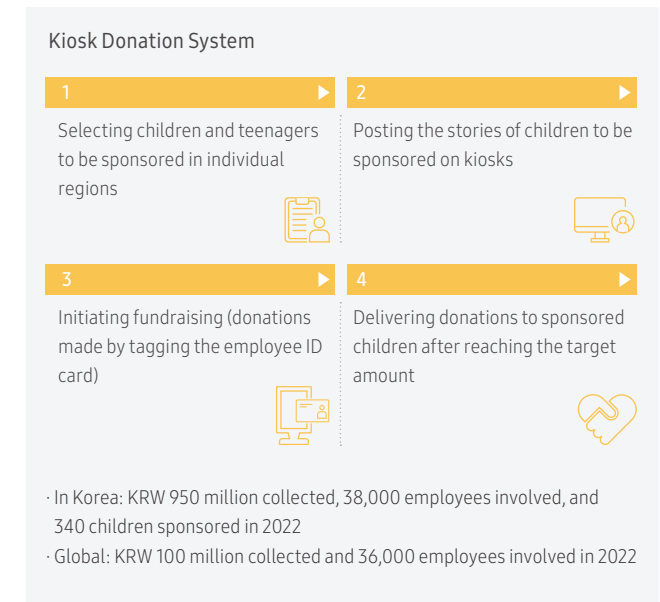 Kiosk Donation System
1
Selecting children and teenagers
to be sponsored in individual
regions
2
Posting the stories of children to be
sponsored on kiosks
3
Initiating fundraising (donations
made by tagging the employee ID
card)
4
Delivering donations to sponsored
children after reaching the target
amount
· In Korea: KRW 950 million collected, 38,000 employees involved, and
340 children sponsored in 2022
· Global: KRW 100 million collected and 36,000 employees involved in 2022